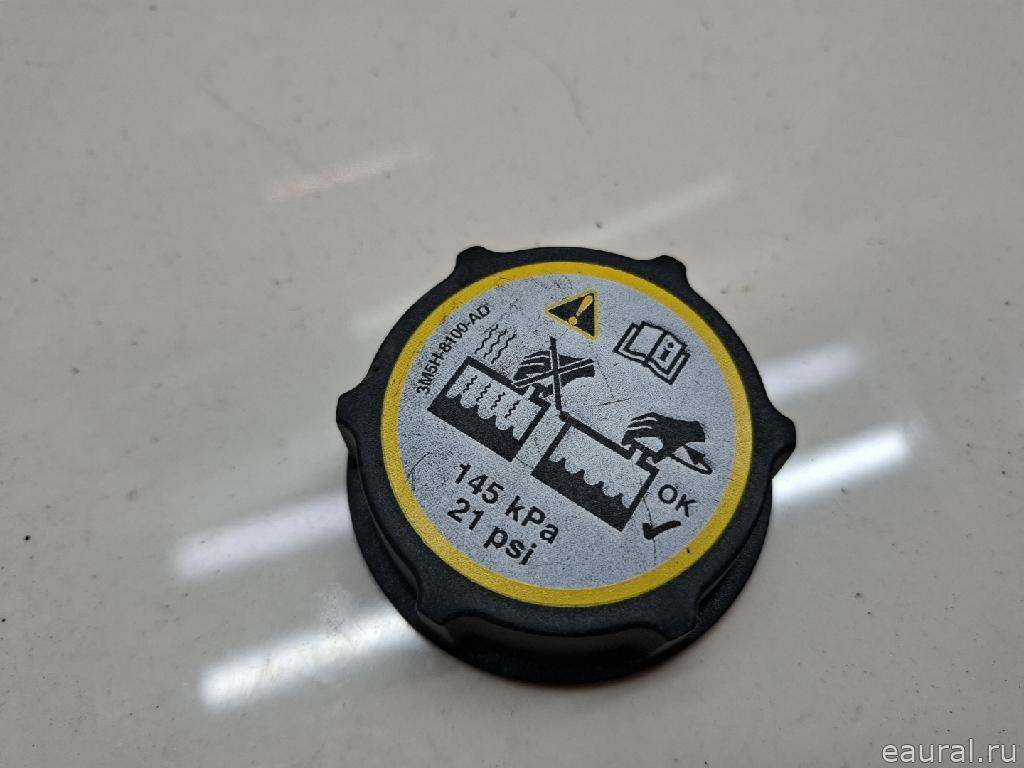 3M5H-8100-AD
OK
145 kPa
21 psi
eaural.ru